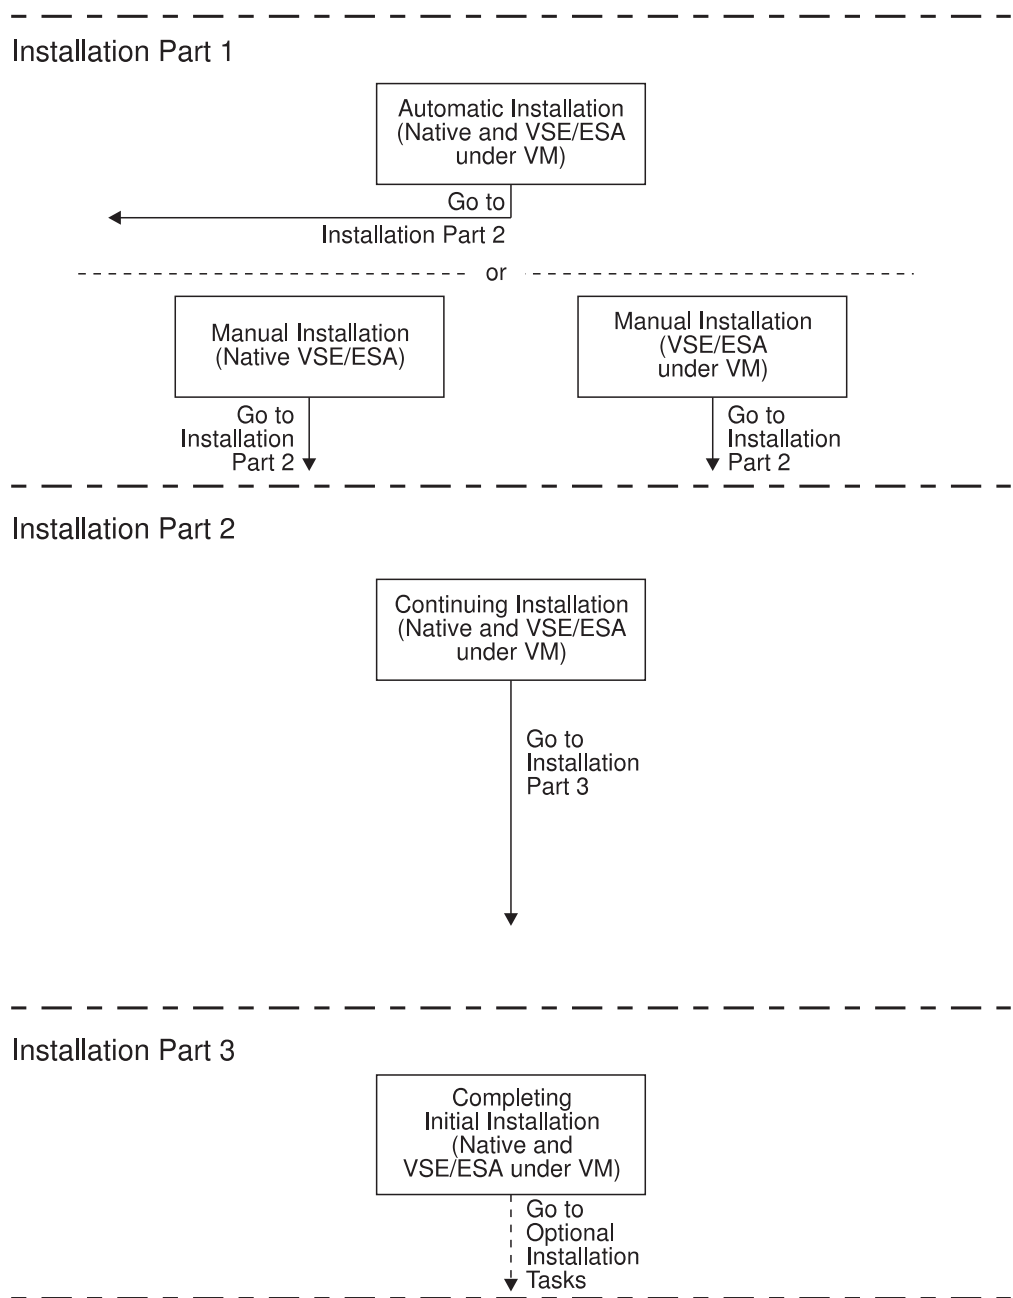 Installation Part 1
Automatic Installation
(Native and VSE/ESA
under VM)
Go to
Installation Part 2
or
Manual Installation
(Native VSE/ESA)
Manual Installation
(VSE/ESA
under VM)
Go to
Installation
Part 2
Go to
Installation
Part 2
Installation Part 2
Continuing Installation
(Native and VSE/ESA
under VM)
Go to
Installation
Part 3
Installation Part 3
Completing
Initial Installation
(Native and
VSE/ESA under VM)
Go to
Optional
Installation
Tasks